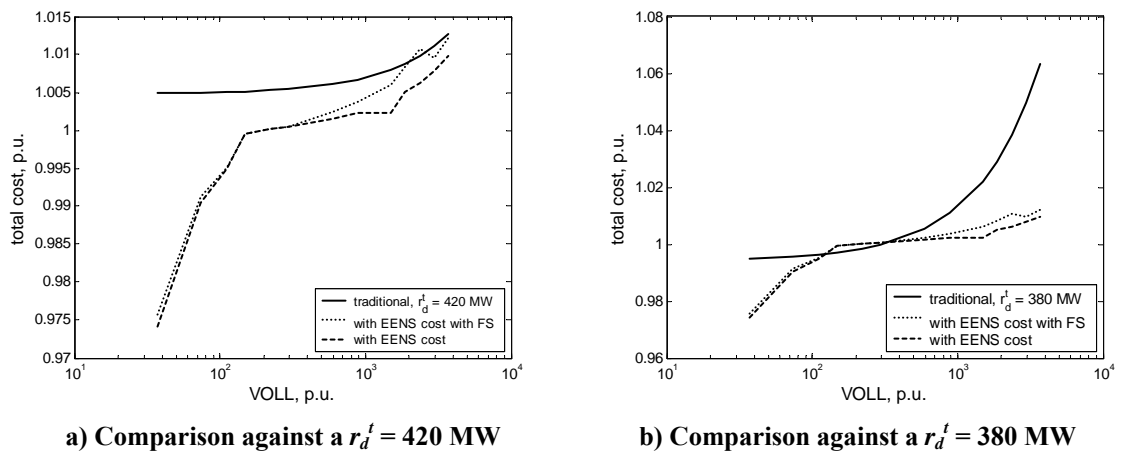 1.015
1.01
1.005
1
0.995
0.99
0.985
0.98
0.975
0.97
total cost, p.u.
traditional, r_d^t = 420 MW
with EENS cost with FS
with EENS cost
10^1 10^2 10^3 10^4
VOLL, p.u.
a) Comparison against a r_d^t = 420 MW
1.08
1.06
1.04
1.02
1
0.98
0.96
total cost, p.u.
traditional, r_d^t = 380 MW
with EENS cost with FS
with EENS cost
10^1 10^2 10^3 10^4
VOLL, p.u.
b) Comparison against a r_d^t = 380 MW